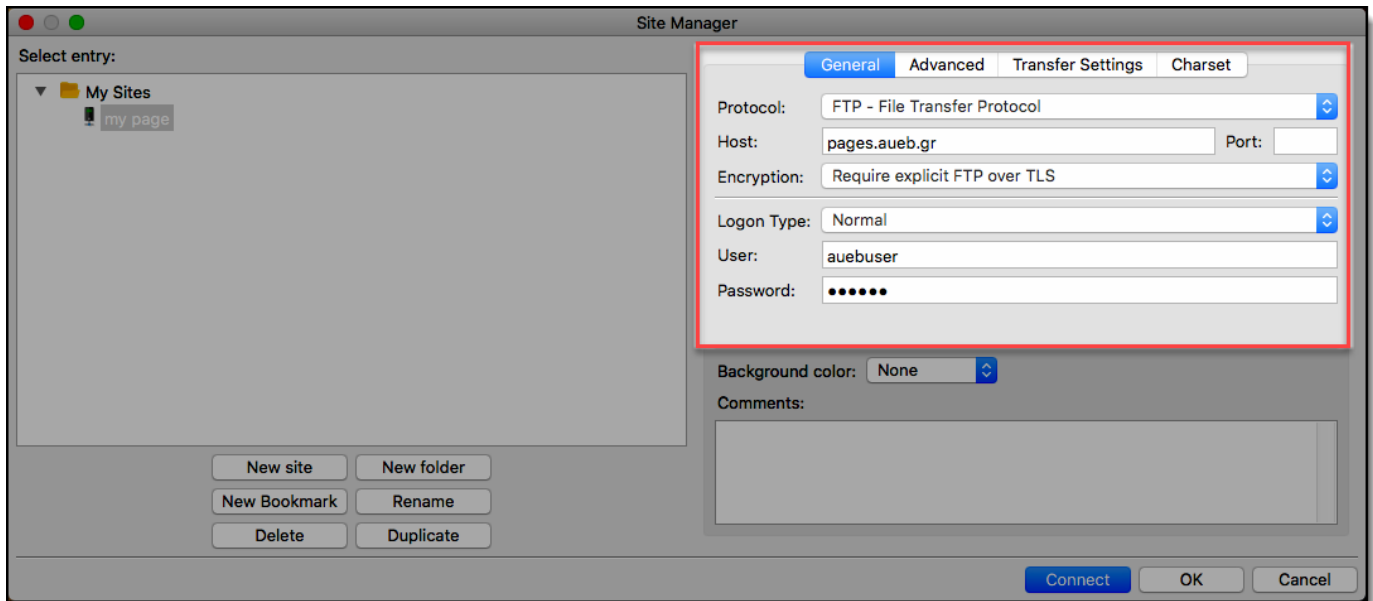 Site Manager
Select entry:
My Sites
my page
New site New folder
New Bookmark Rename
Delete Duplicate
General Advanced Transfer Settings Charset
Protocol: FTP - File Transfer Protocol
Host: pages.aueb.gr Port:
Encryption: Require explicit FTP over TLS
Logon Type: Normal
User: auebuser
Password: ••••••
Background color: None
Comments:
Connect OK Cancel